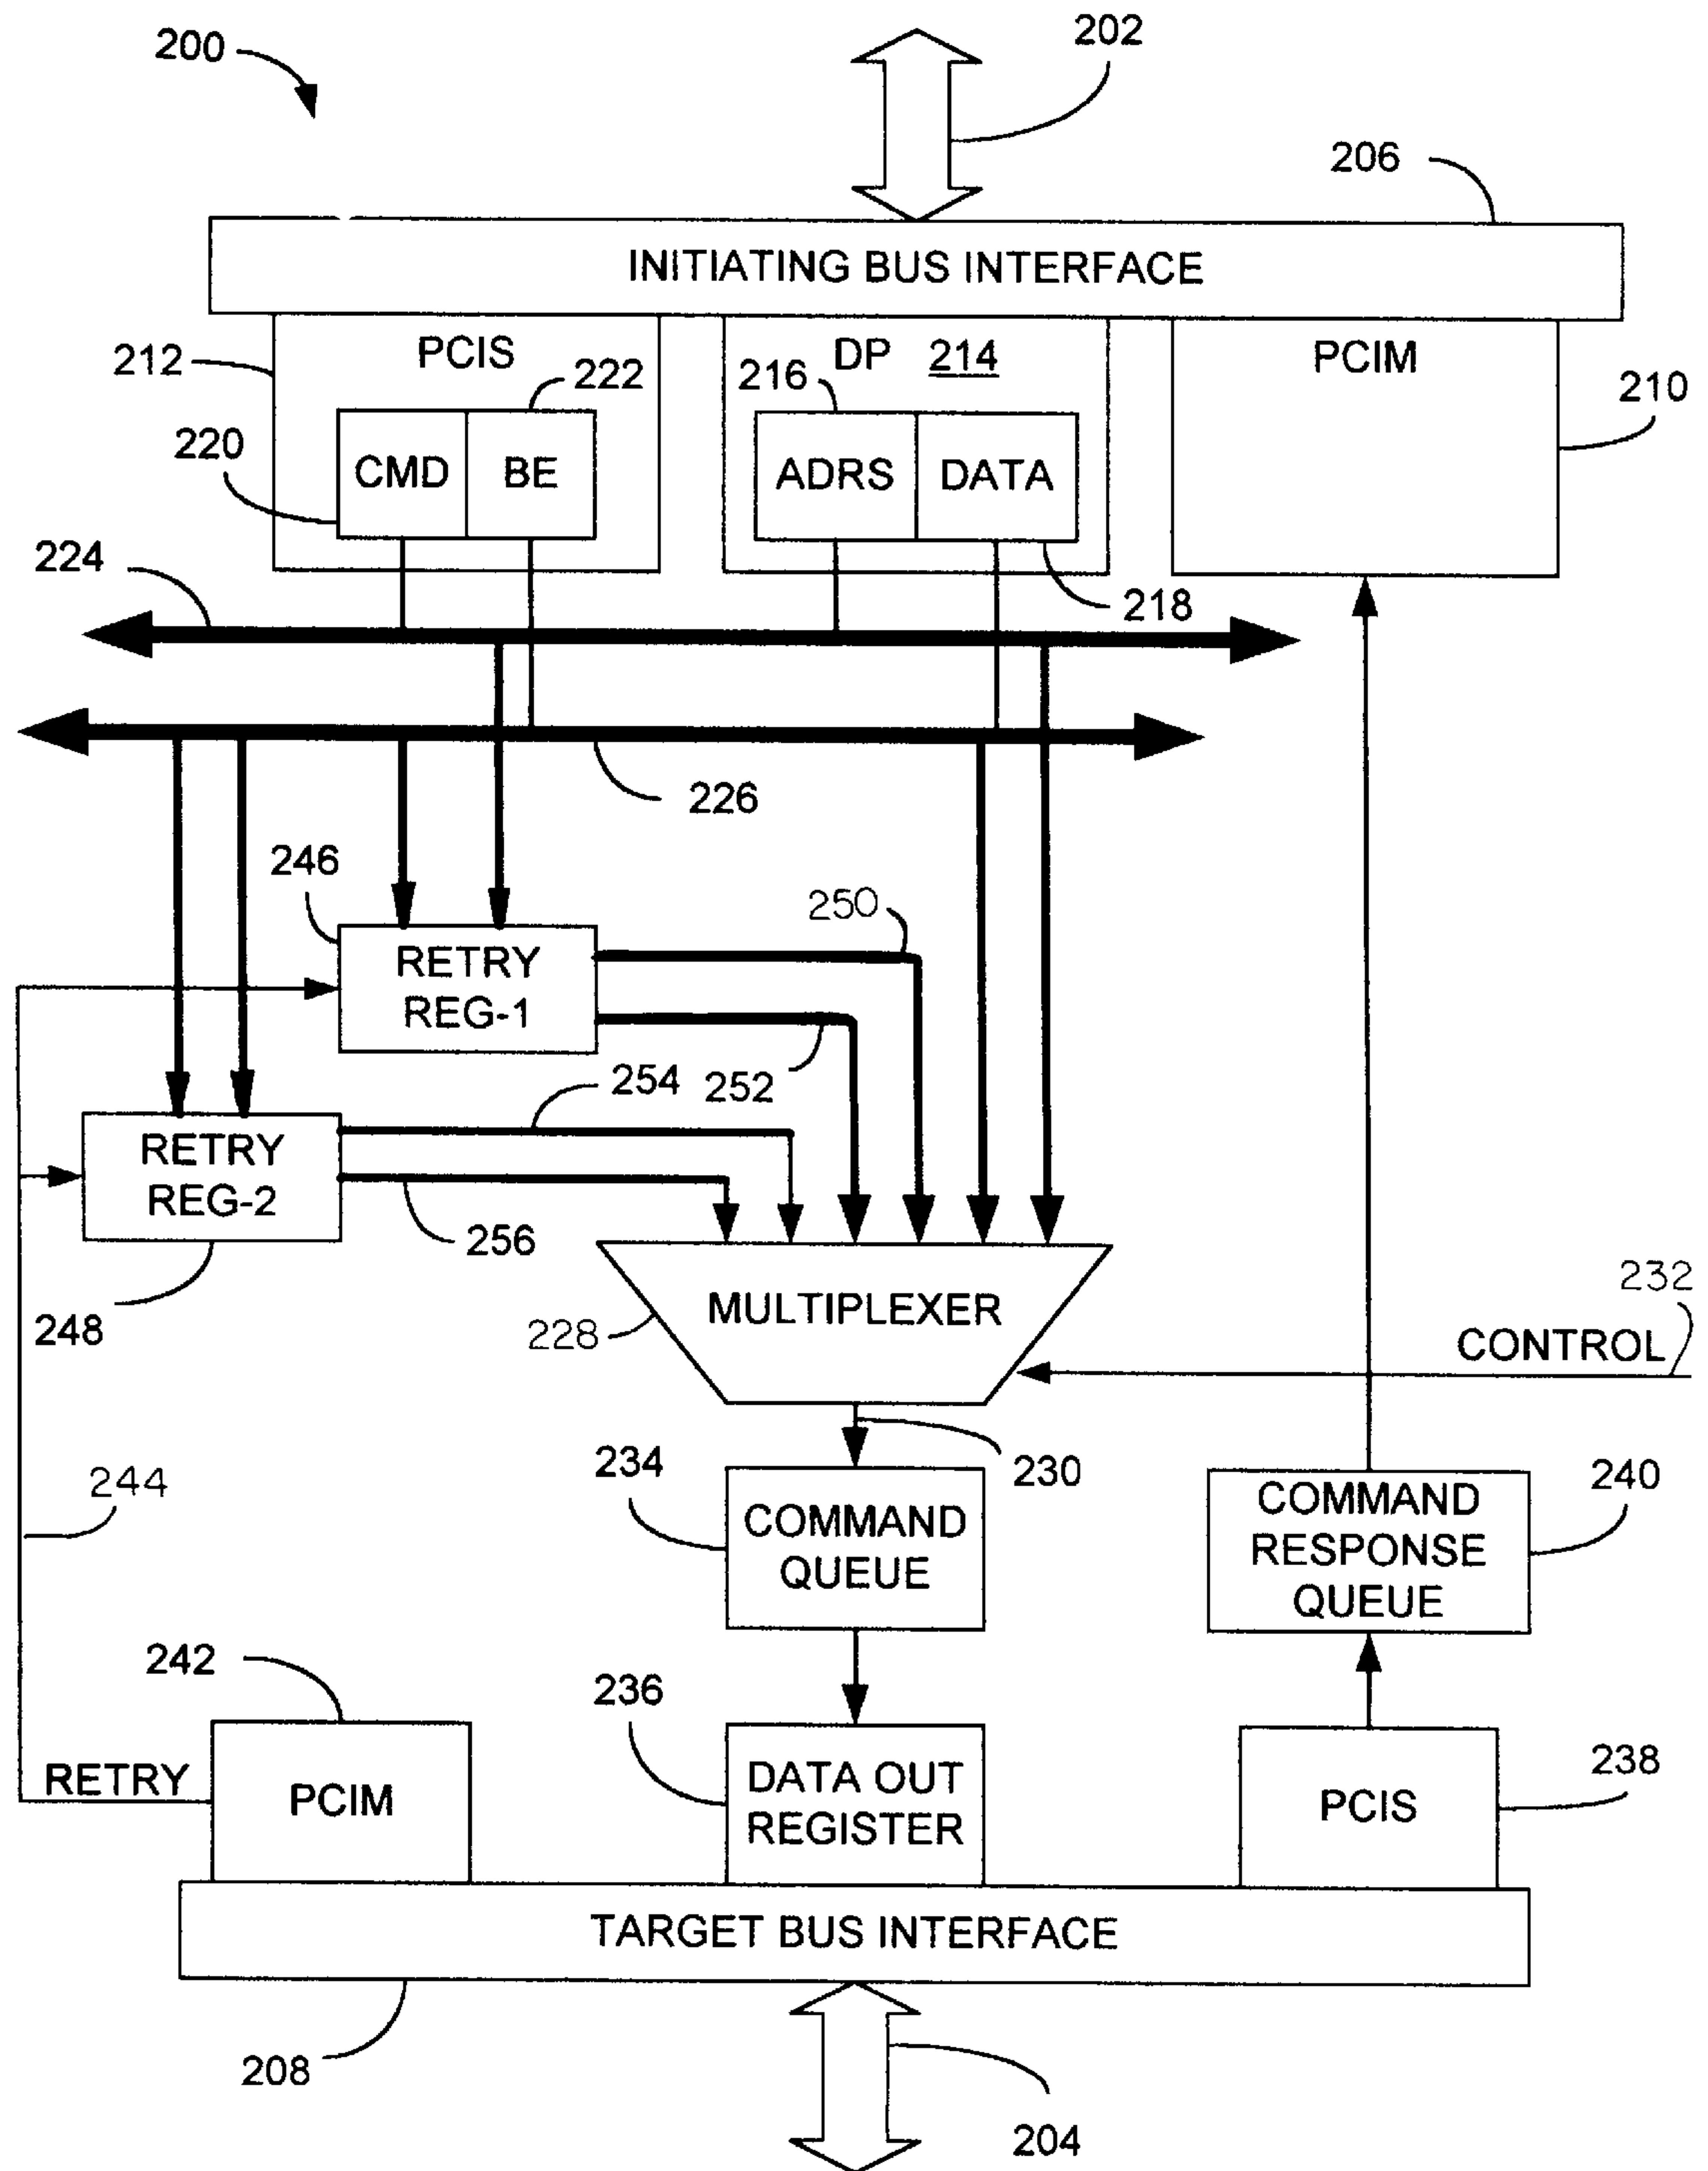 200
202
206
INITIATING BUS INTERFACE
212
PCIS
222
DP 214
216
PCIM
210
220
CMD
BE
ADRS
DATA
224
218
226
246
250
RETRY
REG-1
254
252
RETRY
REG-2
256
248
228
MULTIPLEXER
232
CONTROL
244
234
230
240
COMMAND
QUEUE
COMMAND
RESPONSE
QUEUE
242
236
RETRY
PCIM
DATA OUT
REGISTER
PCIS
238
TARGET BUS INTERFACE
208
204